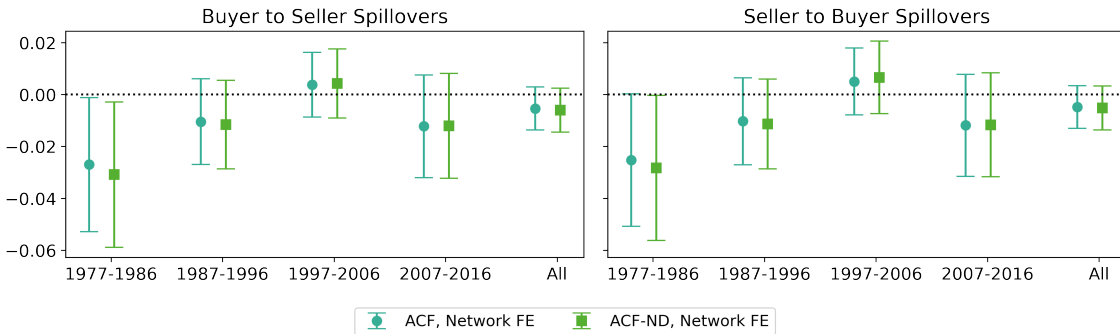 Buyer to Seller Spillovers
Seller to Buyer Spillovers
0.02
0.00
−0.02
−0.04
−0.06
1977-1986
1987-1996
1997-2006
2007-2016
All
1977-1986
1987-1996
1997-2006
2007-2016
All
ACF, Network FE
ACF-ND, Network FE